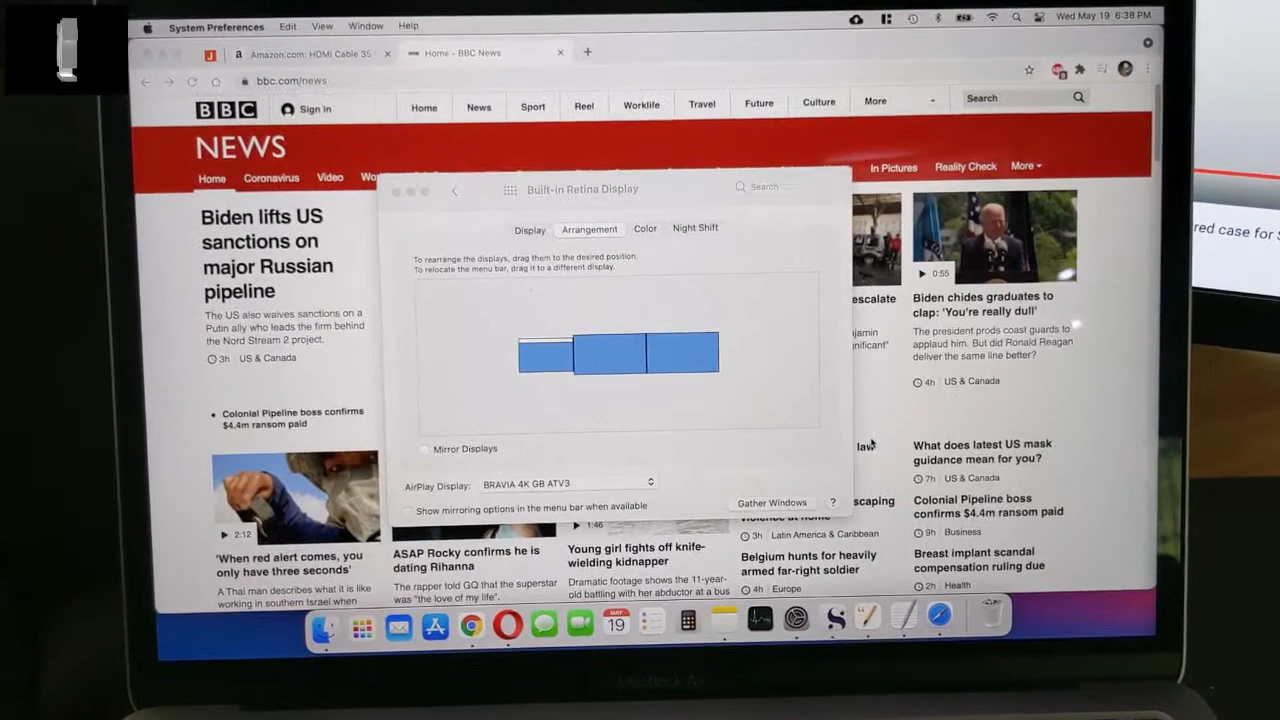 System Preferences Edit View Window Help
Wed May 19 6:38 PM
J
a Amazon.com: HDMI Cable 35 ×
Home - BBC News × +
bbc.com/news
BBC
Sign in
Home News Sport Reel Worklife Travel Future Culture More
Search
NEWS
Home Coronavirus Video
In Pictures Reality Check More
Built-in Retina Display
Search
Display Arrangement Color Night Shift
To rearrange the displays, drag them to the desired position.
To relocate the menu bar, drag it to a different display.
Mirror Displays
AirPlay Display: BRAVIA 4K GB ATV3
Show mirroring options in the menu bar when available
Gather Windows ?
Biden lifts US
sanctions on
major Russian
pipeline
The US also waives sanctions on a
Putin ally who leads the firm behind
the Nord Stream 2 project.
3h US & Canada
Colonial Pipeline boss confirms
$4.4m ransom paid
2:12
'When red alert comes, you
only have three seconds'
A Thai man describes what it is like
working in southern Israel when
ASAP Rocky confirms he is
dating Rihanna
The rapper told GQ that the superstar
was "the love of my life".
1:46
Young girl fights off knife-
wielding kidnapper
Dramatic footage shows the 11-year-
old battling with her abductor at a bus
escalate
njamin
gnificant"
law
scaping
violence at home
3h Latin America & Caribbean
Belgium hunts for heavily
armed far-right soldier
4h Europe
0:55
Biden chides graduates to
clap: 'You're really dull'
The president prods coast guards to
applaud him. But did Ronald Reagan
deliver the same line better?
4h US & Canada
What does latest US mask
guidance mean for you?
7h US & Canada
Colonial Pipeline boss
confirms $4.4m ransom paid
9h Business
Breast implant scandal
compensation ruling due
2h Health
MAY
19
MacBook Air
red case for